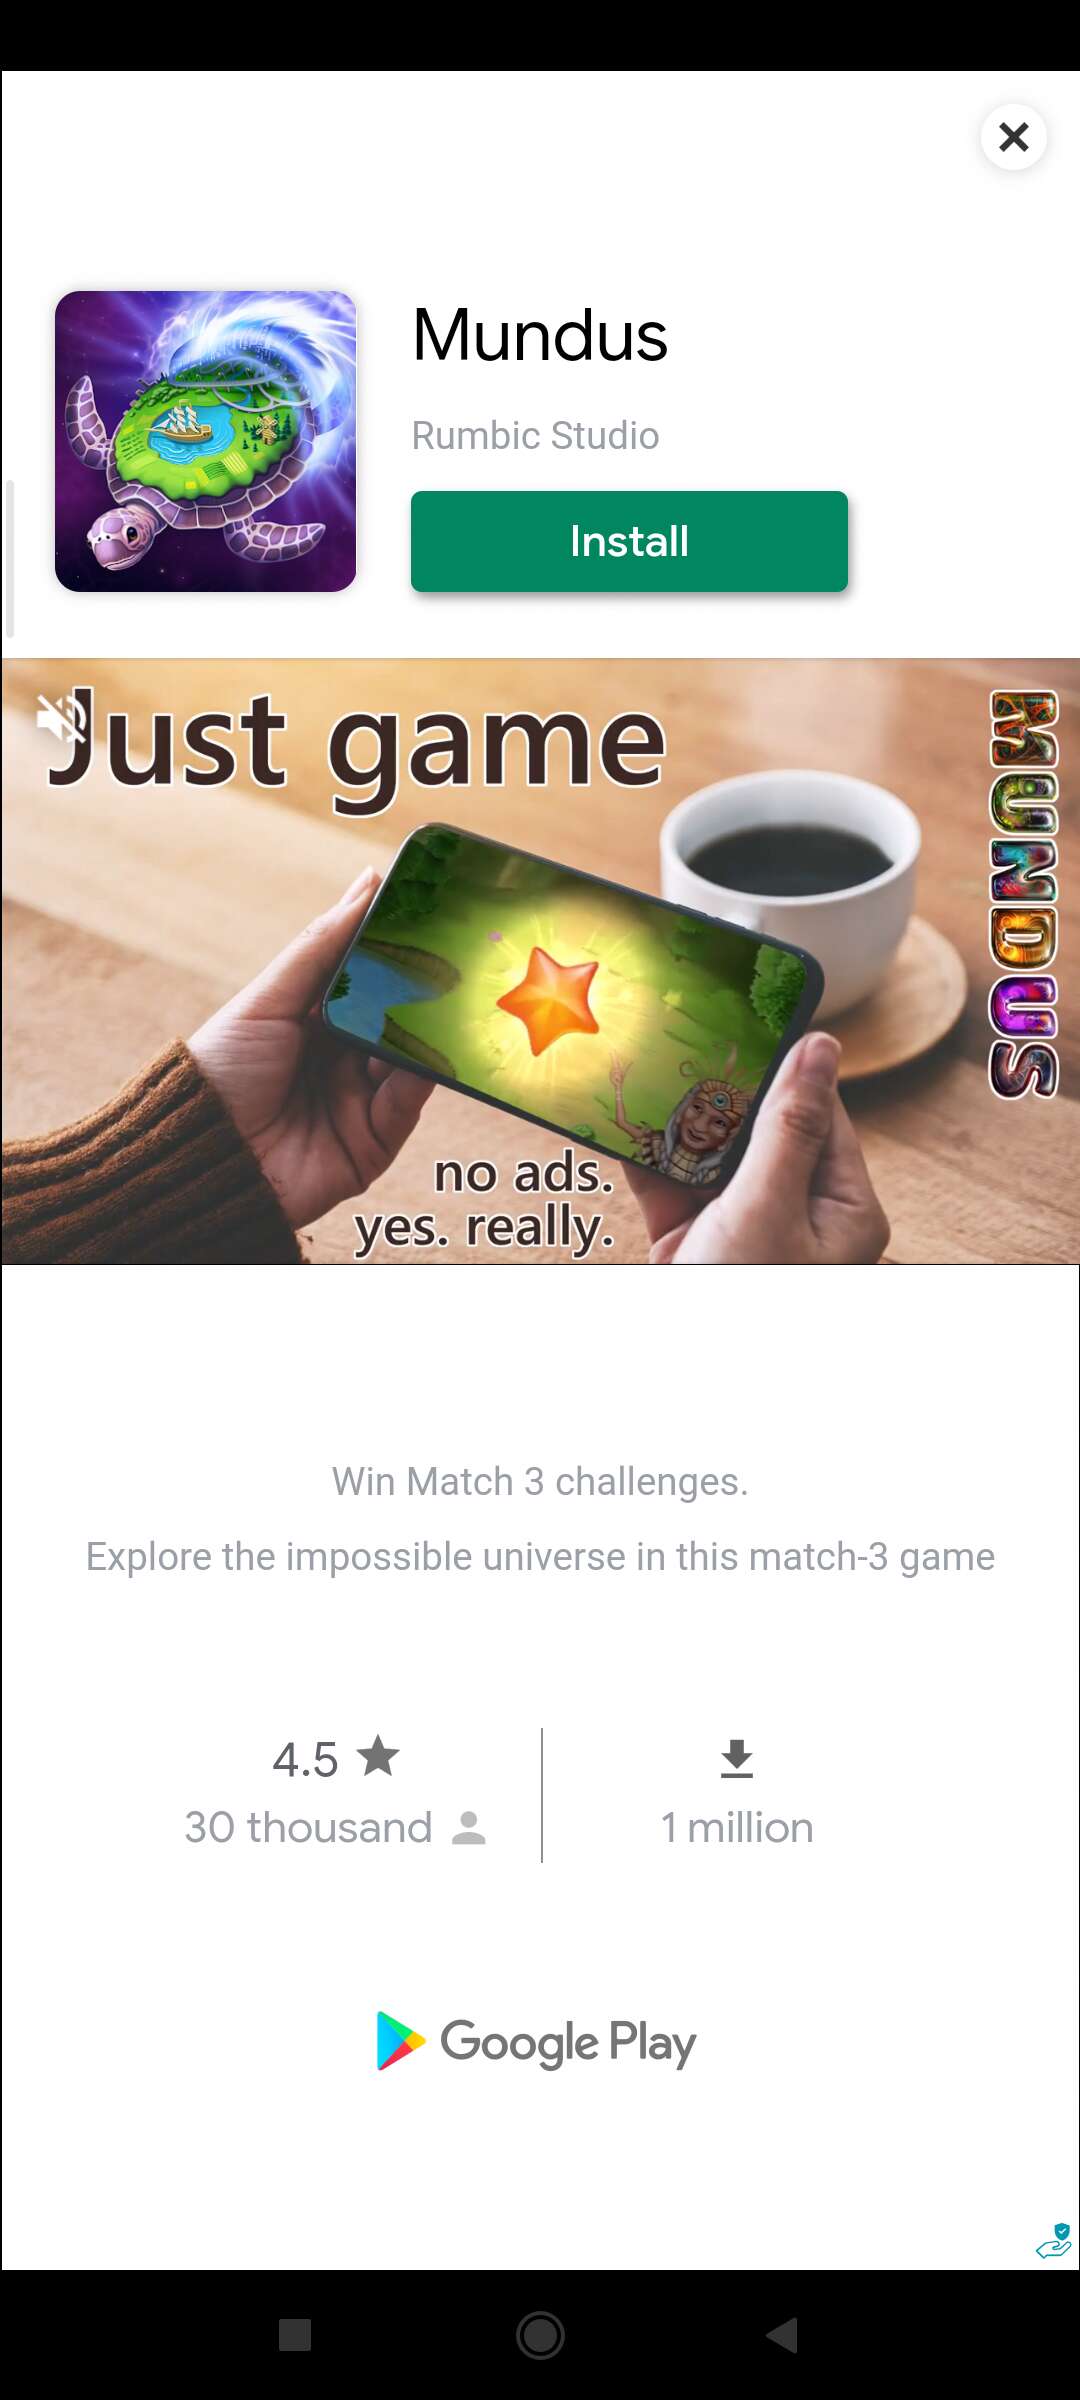 Mundus
Rumbic Studio
Install
Just game
MUNDUS
no ads.
yes. really.
Win Match 3 challenges.
Explore the impossible universe in this match-3 game
4.5
30 thousand
1 million
Google Play